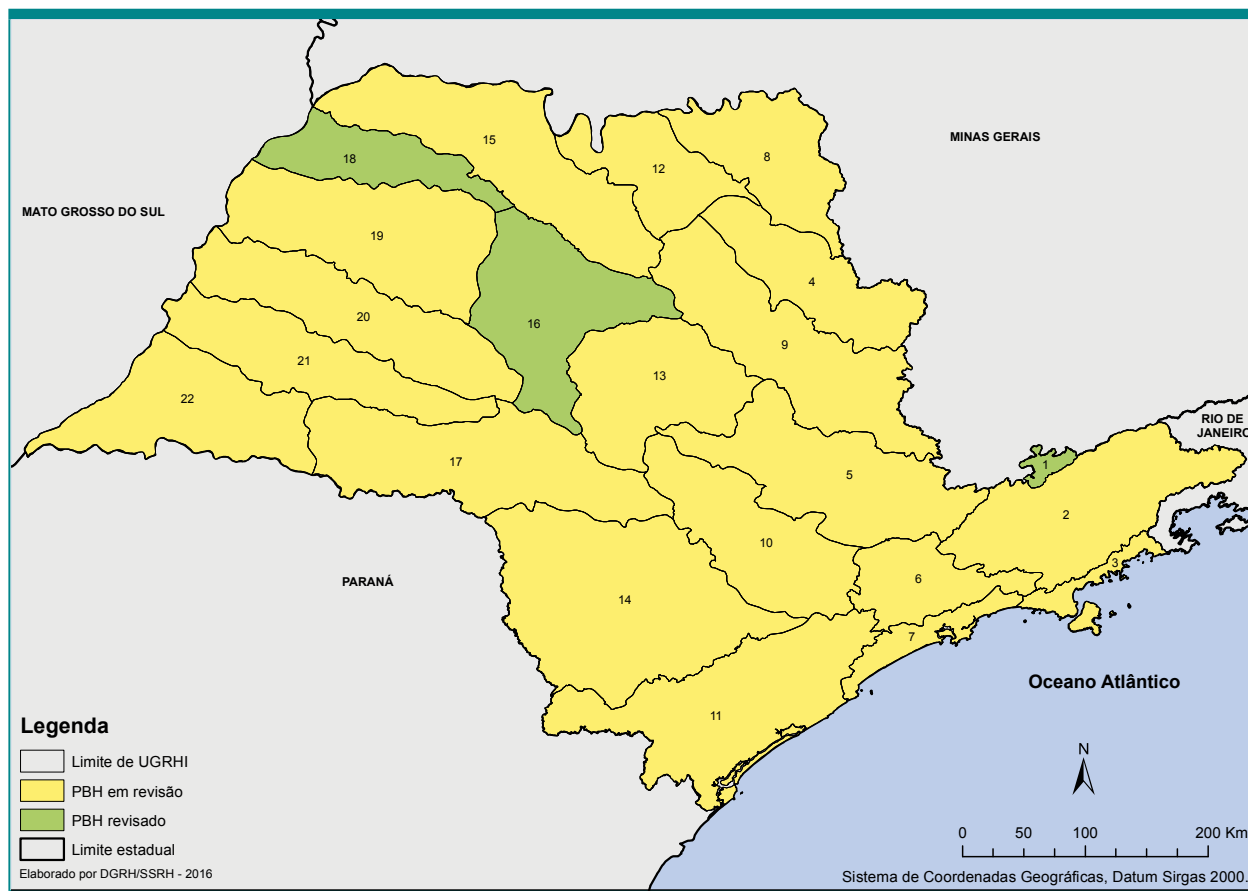 MINAS GERAIS
15
8
12
18
MATO GROSSO DO SUL
19
4
20
16
9
21
13
22
RIO DE
JANEIRO
17
5
1
2
10
3
6
PARANÁ
14
7
Oceano Atlântico
11
Legenda
Limite de UGRHI
PBH em revisão
PBH revisado
Limite estadual
Elaborado por DGRH/SSRH - 2016
N
0 50 100 200 Km
Sistema de Coordenadas Geográficas, Datum Sirgas 2000.